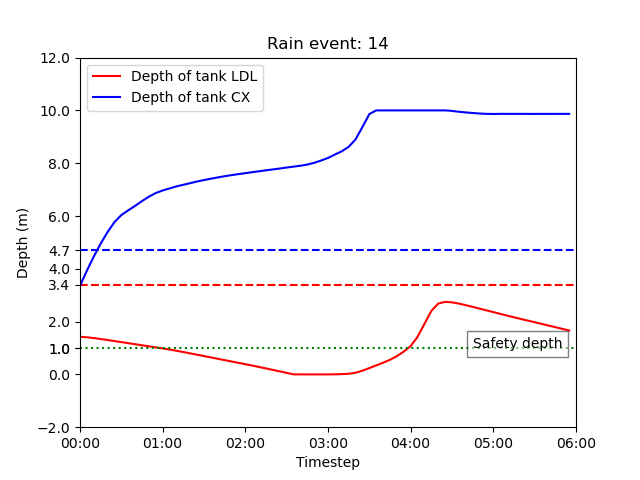 Rain event: 14
12.0
10.0
8.0
6.0
4.7
4.0
3.4
2.0
1.0
0.0
−2.0
Depth (m)
Depth of tank LDL
Depth of tank CX
Safety depth
00:00 01:00 02:00 03:00 04:00 05:00 06:00
Timestep